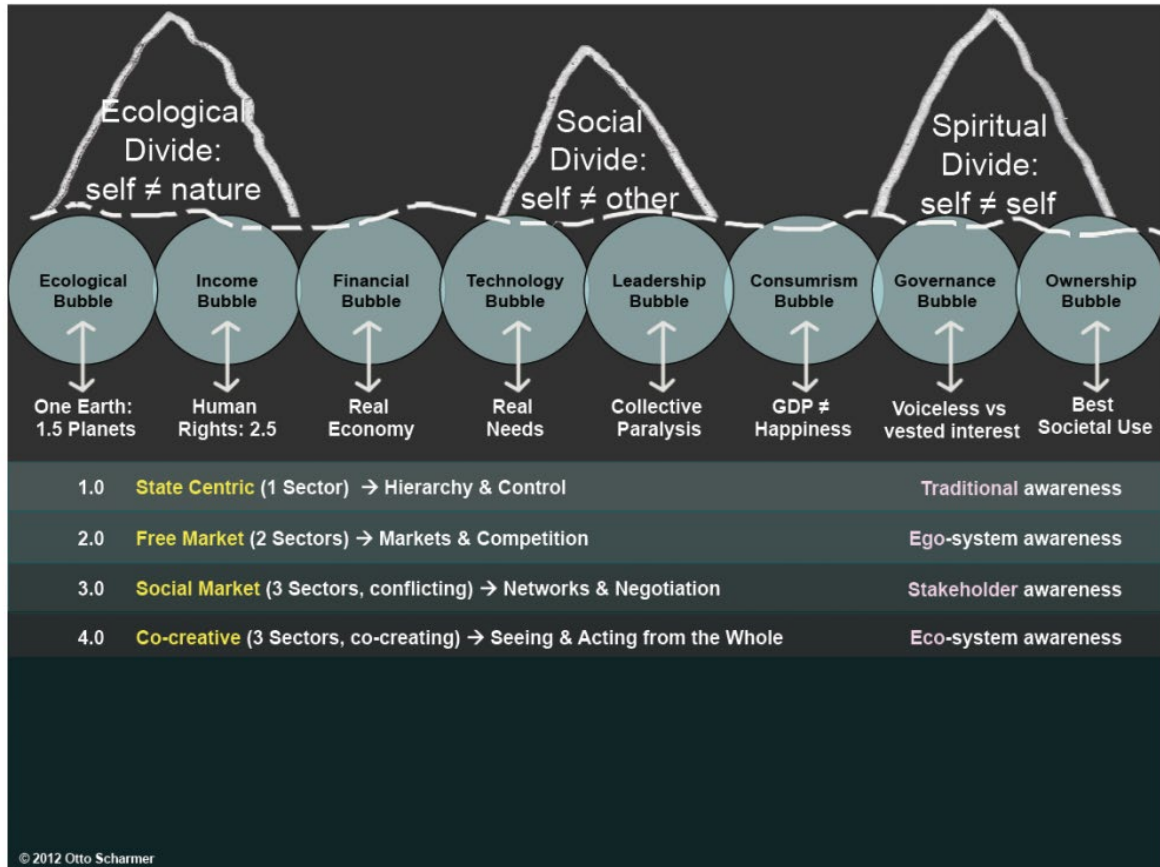 Ecological
Divide:
self ≠ nature
Social
Divide:
self ≠ other
Spiritual
Divide:
self ≠ self
Ecological
Bubble
Income
Bubble
Financial
Bubble
Technology
Bubble
Leadership
Bubble
Consumrism
Bubble
Governance
Bubble
Ownership
Bubble
One Earth:
1.5 Planets
Human
Rights: 2.5
Real
Economy
Real
Needs
Collective
Paralysis
GDP ≠
Happiness
Voiceless vs
vested interest
Best
Societal Use
1.0 State Centric (1 Sector) → Hierarchy & Control Traditional awareness
2.0 Free Market (2 Sectors) → Markets & Competition Ego-system awareness
3.0 Social Market (3 Sectors, conflicting) → Networks & Negotiation Stakeholder awareness
4.0 Co-creative (3 Sectors, co-creating) → Seeing & Acting from the Whole Eco-system awareness
© 2012 Otto Scharmer